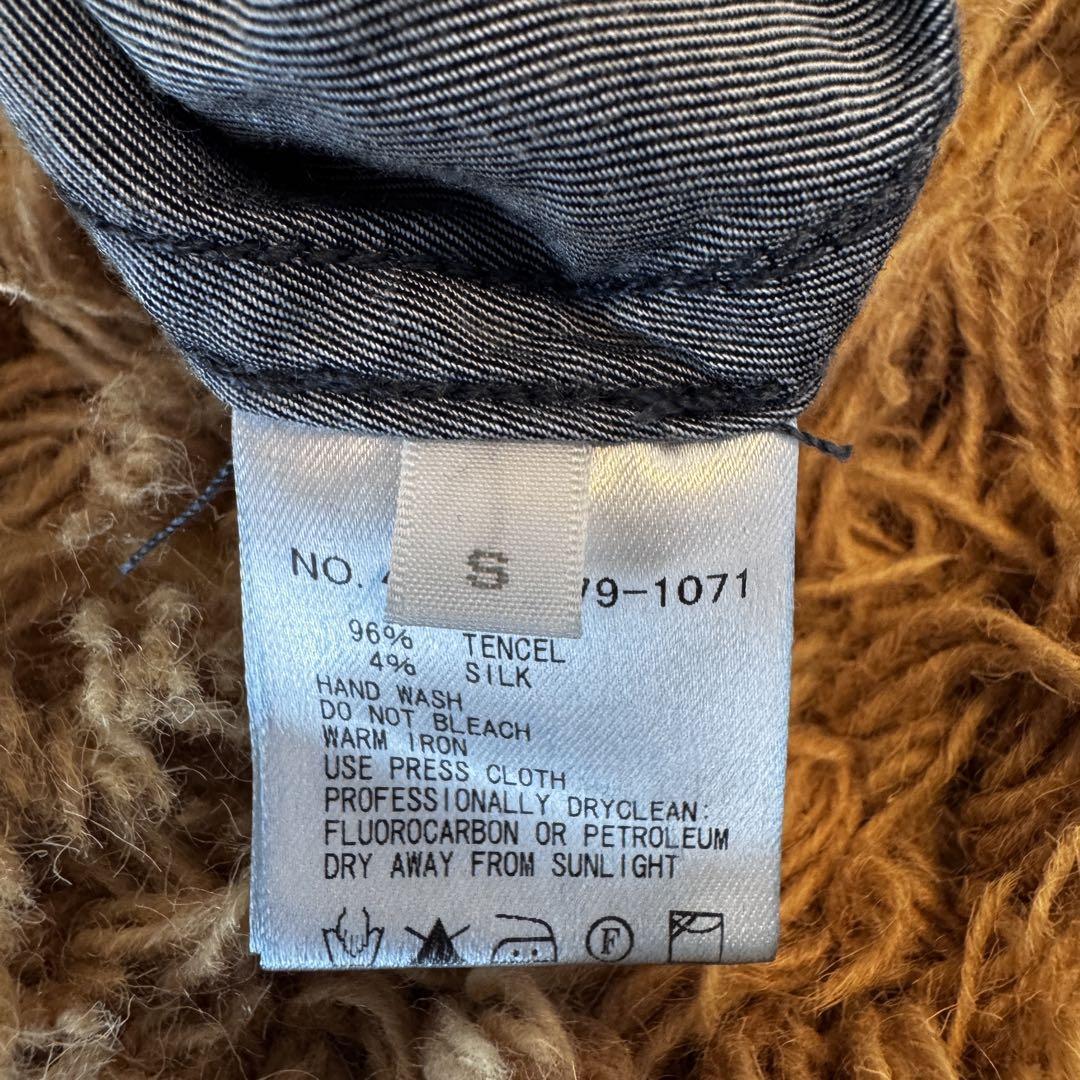 S
NO. 79-1071
96% TENCEL
4% SILK
HAND WASH
DO NOT BLEACH
WARM IRON
USE PRESS CLOTH
PROFESSIONALLY DRYCLEAN:
FLUOROCARBON OR PETROLEUM
DRY AWAY FROM SUNLIGHT
F